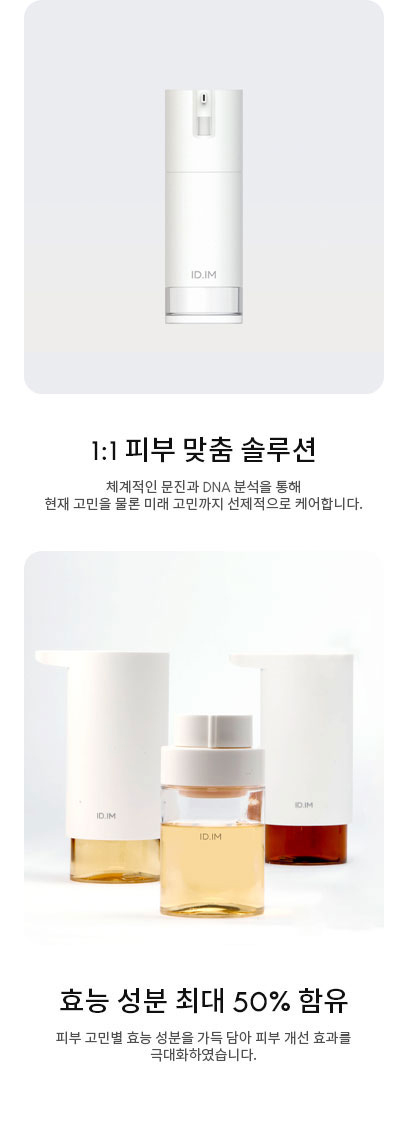 ID.IM
1:1 피부 맞춤 솔루션
체계적인 문진과 DNA 분석을 통해
현재 고민을 물론 미래 고민까지 선제적으로 케어합니다.
ID.IM
ID.IM
ID.IM
효능 성분 최대 50% 함유
피부 고민별 효능 성분을 가득 담아 피부 개선 효과를
극대화하였습니다.